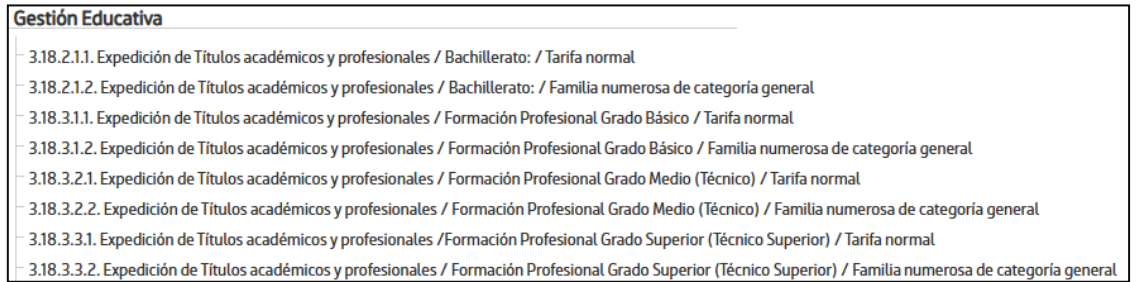 Gestión Educativa
3.18.2.1.1. Expedición de Títulos académicos y profesionales / Bachillerato: / Tarifa normal
3.18.2.1.2. Expedición de Títulos académicos y profesionales / Bachillerato: / Familia numerosa de categoría general
3.18.3.1.1. Expedición de Títulos académicos y profesionales / Formación Profesional Grado Básico / Tarifa normal
3.18.3.1.2. Expedición de Títulos académicos y profesionales / Formación Profesional Grado Básico / Familia numerosa de categoría general
3.18.3.2.1. Expedición de Títulos académicos y profesionales / Formación Profesional Grado Medio (Técnico) / Tarifa normal
3.18.3.2.2. Expedición de Títulos académicos y profesionales / Formación Profesional Grado Medio (Técnico) / Familia numerosa de categoría general
3.18.3.3.1. Expedición de Títulos académicos y profesionales /Formación Profesional Grado Superior (Técnico Superior) / Tarifa normal
3.18.3.3.2. Expedición de Títulos académicos y profesionales / Formación Profesional Grado Superior (Técnico Superior) / Familia numerosa de categoría general